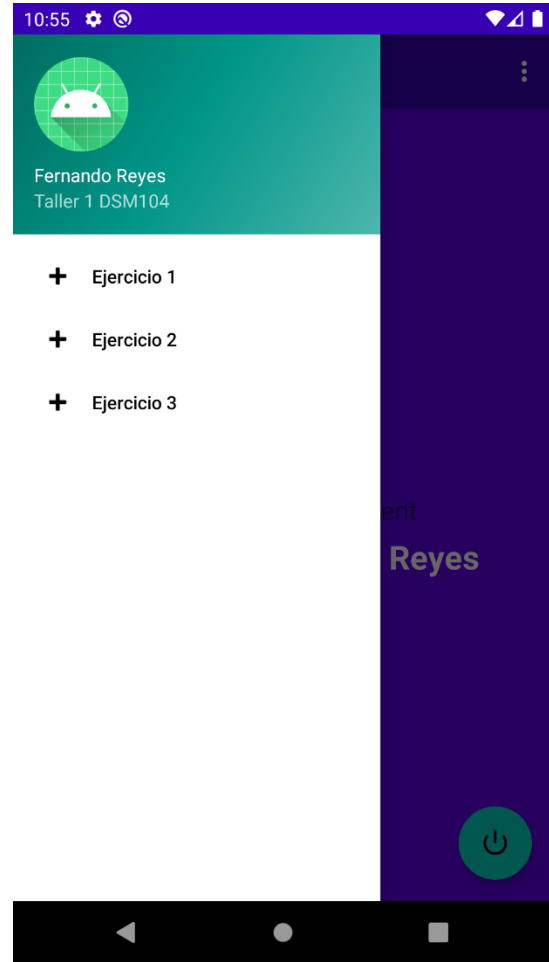 10:55
Fernando Reyes
Taller 1 DSM104
Ejercicio 1
Ejercicio 2
Ejercicio 3
ent
Reyes